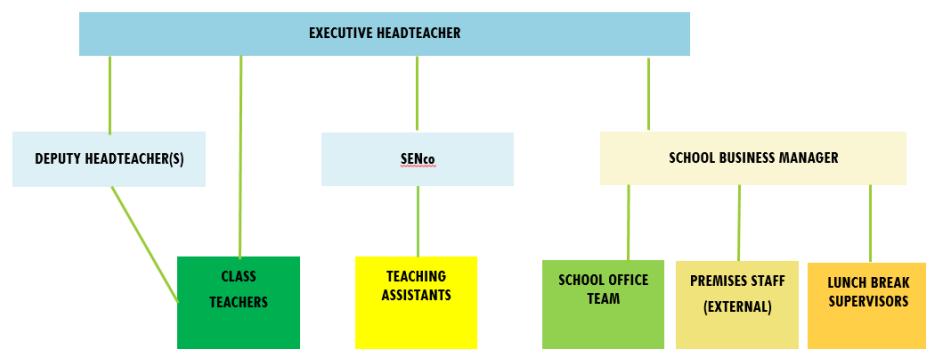 EXECUTIVE HEADTEACHER
DEPUTY HEADTEACHER(S)
SENco
SCHOOL BUSINESS MANAGER
CLASS
TEACHERS
TEACHING
ASSISTANTS
SCHOOL OFFICE
TEAM
PREMISES STAFF
(EXTERNAL)
LUNCH BREAK
SUPERVISORS